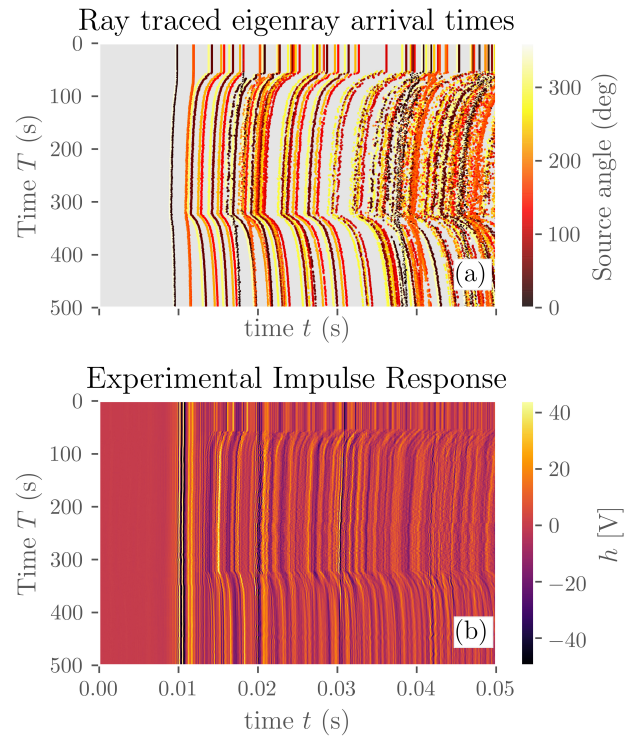 Ray traced eigenray arrival times
0
100
200
300
400
500
Time T (s)
(a)
time t (s)
300
200
100
0
Source angle (deg)
Experimental Impulse Response
0
100
200
300
400
500
Time T (s)
(b)
0.00 0.01 0.02 0.03 0.04 0.05
time t (s)
40
20
0
−20
−40
h [V]